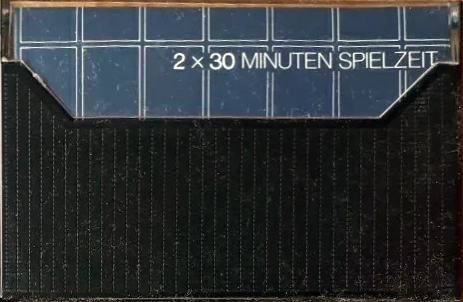 2 × 30 MINUTEN SPIELZEIT